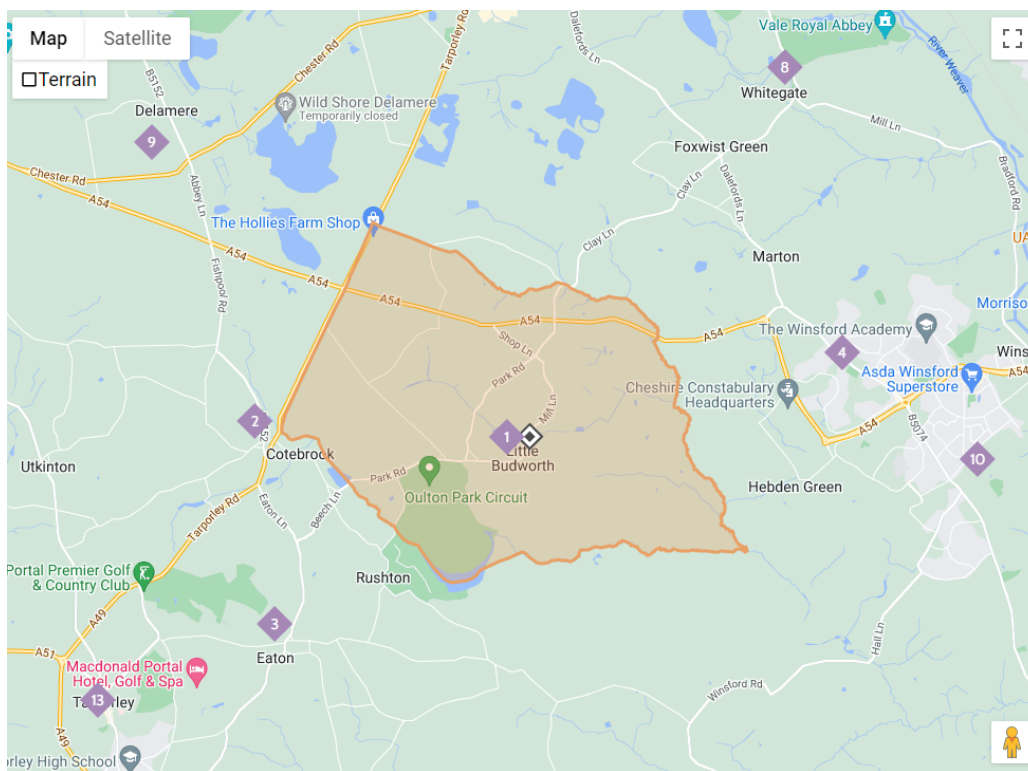 Map
Satellite
Terrain
Chester Rd
Tarporley Rd
Dalefords Ln
Vale Royal Abbey
River Weaver
B5152
8
Whitegate
Delamere
Wild Shore Delamere
Temporarily closed
9
Mill Ln
Foxwist Green
Bradford Rd
Chester Rd
A54
Abbey Ln
Clay Ln
Dalefords Ln
The Hollies Farm Shop
Clay Ln
A54
Marton
Fishpool Rd
A54
A54
Shop Ln
A54
The Winsford Academy
4
Park Rd
Asda Winsford
Superstore
A54
Cheshire Constabulary
Headquarters
Mill Ln
B5074
2
1
A54
Cotebrook
Little
Budworth
10
Utkinton
Park Rd
Oulton Park Circuit
Hebden Green
Tarporley Rd
Eaton Ln
Beech Ln
Portal Premier Golf
& Country Club
Rushton
A49
3
Hall Ln
A51
Eaton
Macdonald Portal
Hotel, Golf & Spa
13
Winsford Rd
A49